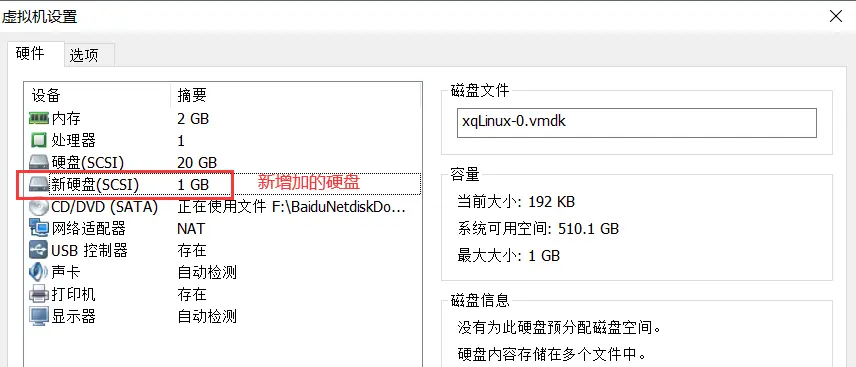 虚拟机设置
硬件 选项
设备 摘要
内存 2 GB
处理器 1
硬盘(SCSI) 20 GB
新硬盘(SCSI) 1 GB 新增加的硬盘
CD/DVD (SATA) 正在使用文件 F:\BaiduNetdiskDo...
网络适配器 NAT
USB 控制器 存在
声卡 自动检测
打印机 存在
显示器 自动检测
磁盘文件
xqLinux-0.vmdk
容量
当前大小: 192 KB
系统可用空间: 510.1 GB
最大大小: 1 GB
磁盘信息
没有为此硬盘预分配磁盘空间。
硬盘内容存储在多个文件中。